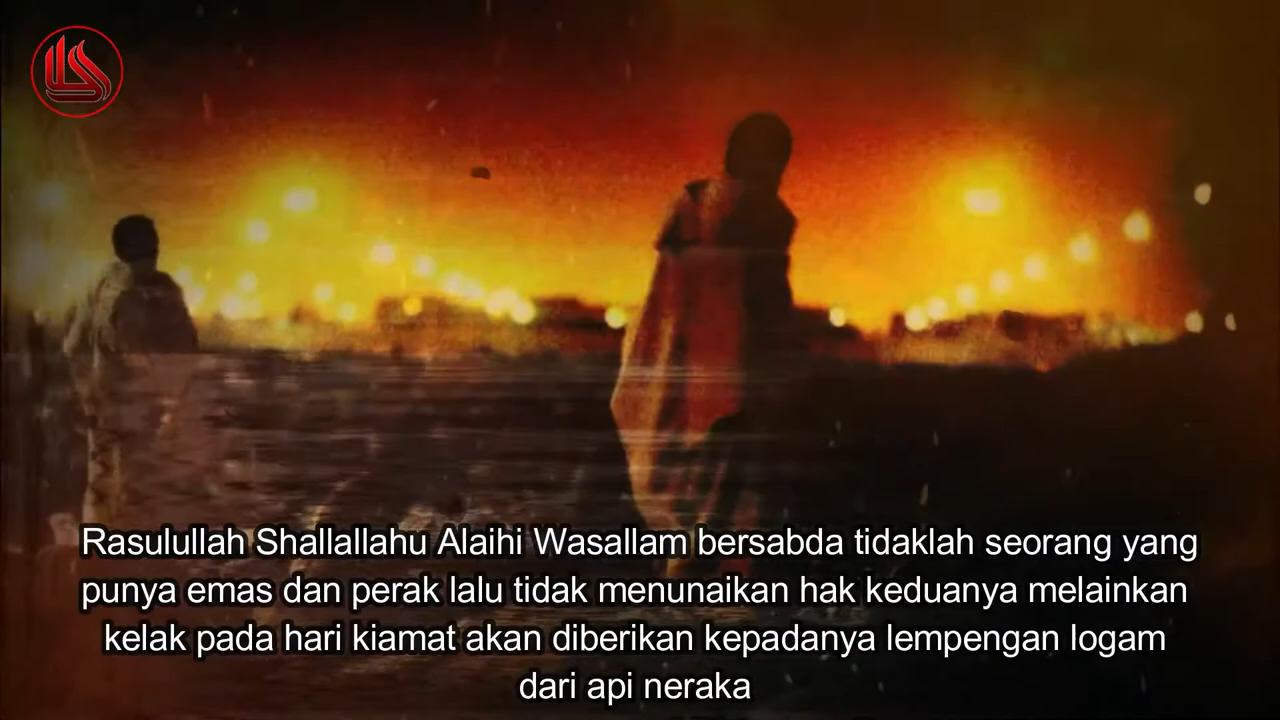 Rasulullah Shallallahu Alaihi Wasallam bersabda tidaklah seorang yang
punya emas dan perak lalu tidak menunaikan hak keduanya melainkan
kelak pada hari kiamat akan diberikan kepadanya lempengan logam
dari api neraka